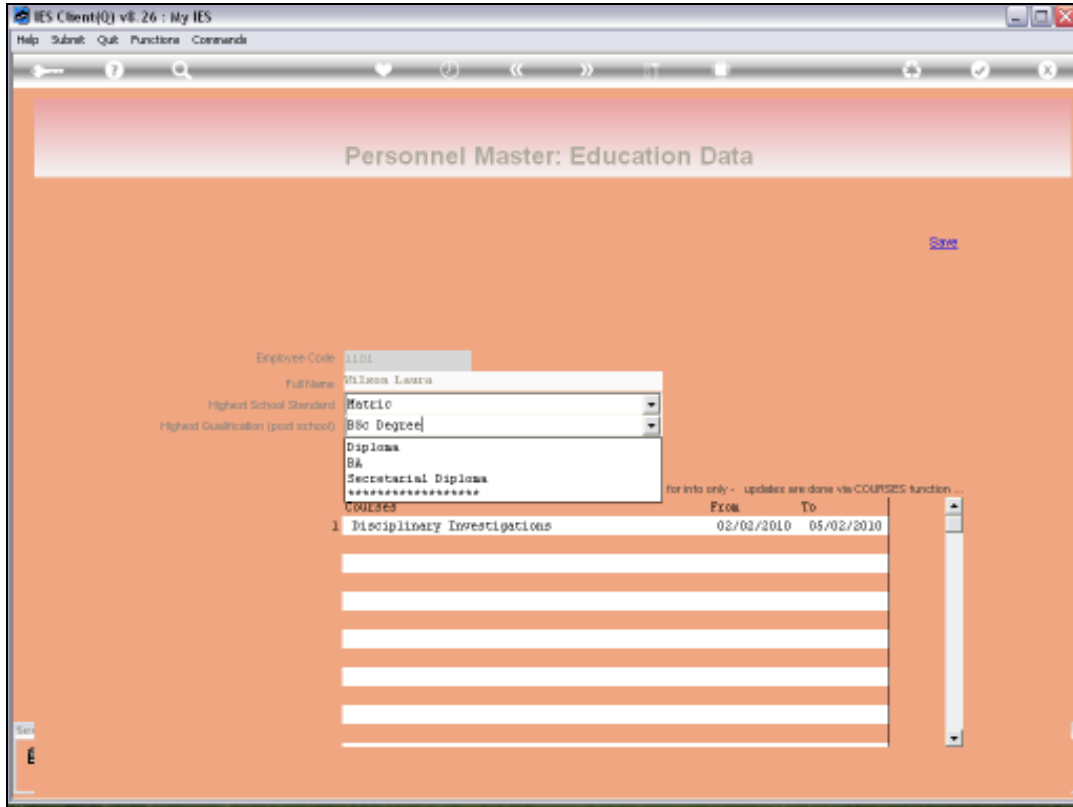 IES Client(Q) v8.26 : My IES
Help Submit Quit Functions Commands
Personnel Master: Education Data
Save
Employee Code 1101
Full Name Wilson Laura
Highest School Standard Matric
Highest Qualification (post school) BSc Degree
Diploma
BA
Secretarial Diploma
******************
for info only - updates are done via COURSES function ...
Courses From To
1 Disciplinary Investigations 02/02/2010 05/02/2010